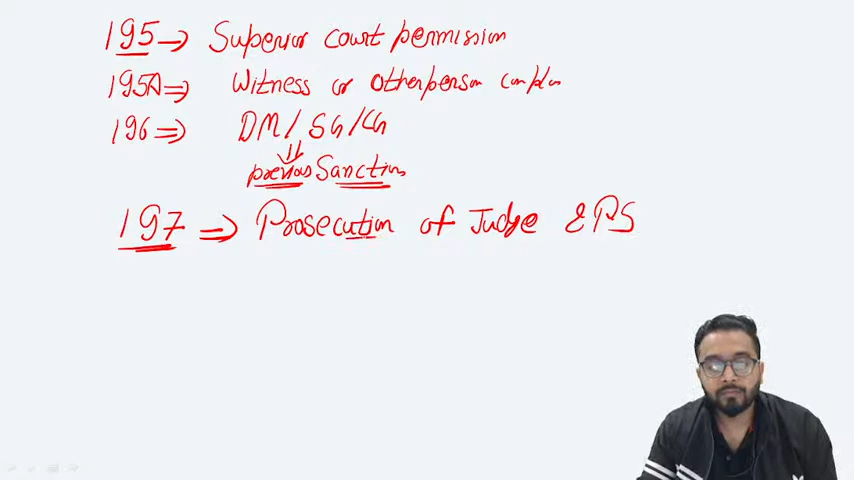 195 ⇒ Superior court permission
195A ⇒ Witness or other person
196 ⇒ DM / SG / CG
previous Sanction
197 ⇒ Prosecution of Judge & PS